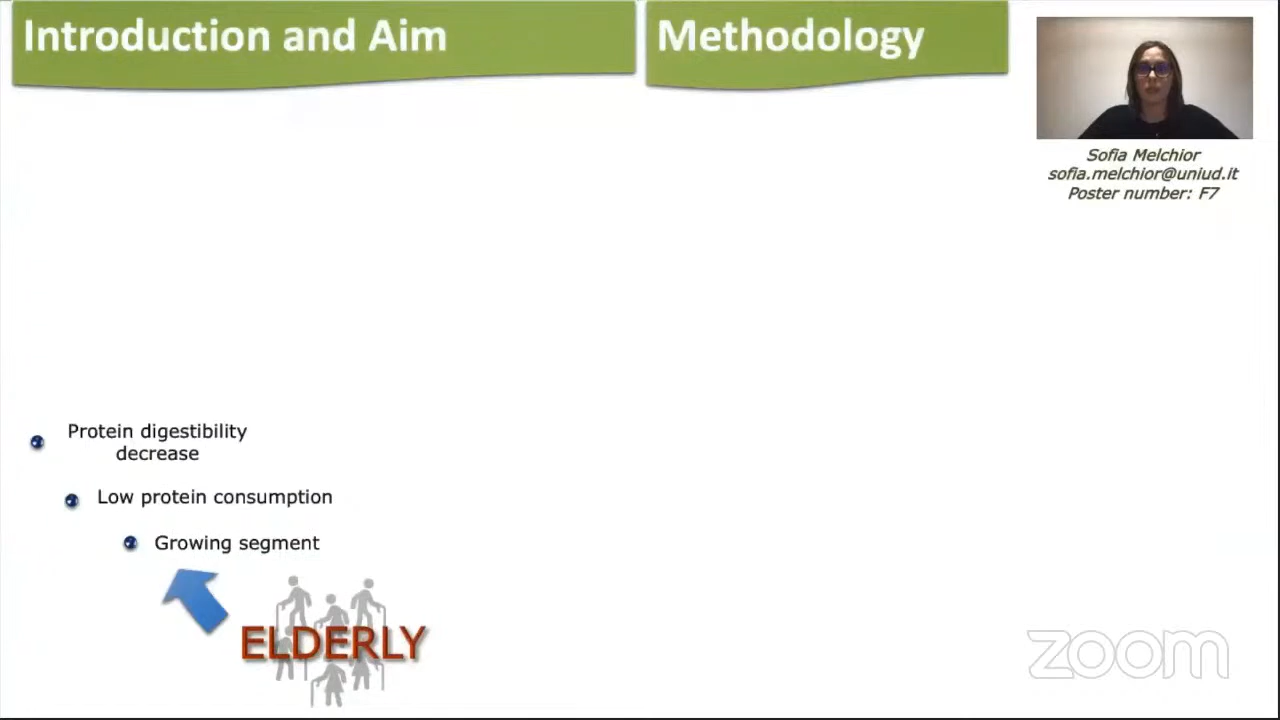 Introduction and Aim
Methodology
Sofia Melchior
sofia.melchior@uniud.it
Poster number: F7
Protein digestibility
decrease
Low protein consumption
Growing segment
ELDERLY
zoom